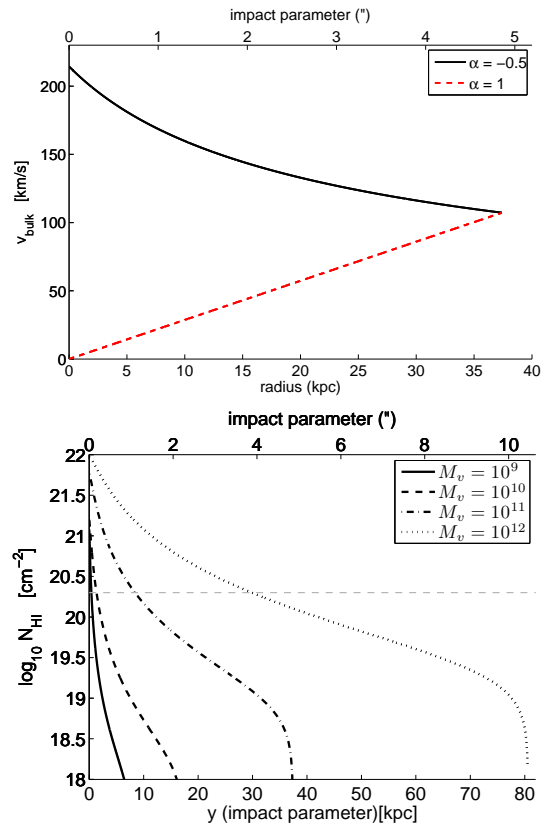 impact parameter (")
0 1 2 3 4 5
α = −0.5
α = 1
200
150
100
50
0
v_bulk [km/s]
0 5 10 15 20 25 30 35 40
radius (kpc)
impact parameter (")
0 2 4 6 8 10
M_v = 10^9
M_v = 10^10
M_v = 10^11
M_v = 10^12
22
21.5
21
20.5
20
19.5
19
18.5
18
log_10 N_HI [cm^−2]
0 10 20 30 40 50 60 70 80
y (impact parameter)[kpc]